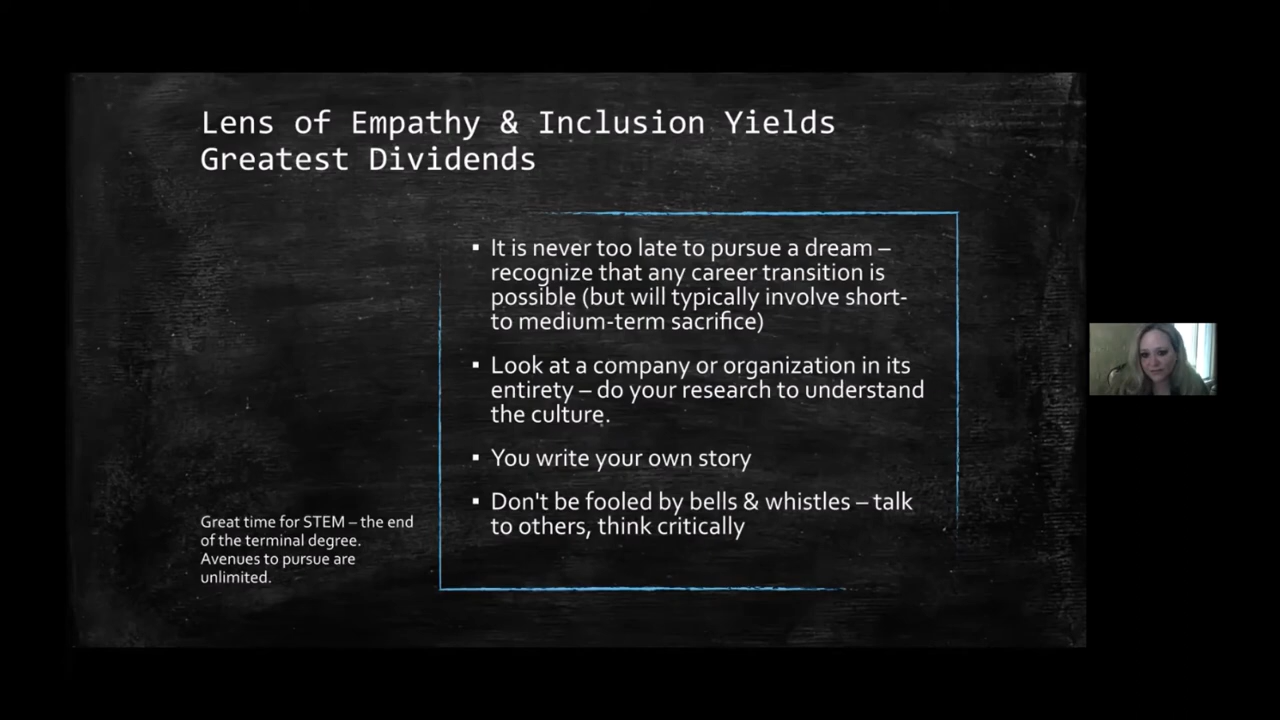 Lens of Empathy & Inclusion Yields
Greatest Dividends
▪ It is never too late to pursue a dream –
recognize that any career transition is
possible (but will typically involve short-
to medium-term sacrifice)
▪ Look at a company or organization in its
entirety – do your research to understand
the culture.
▪ You write your own story
▪ Don't be fooled by bells & whistles – talk
to others, think critically
Great time for STEM – the end
of the terminal degree.
Avenues to pursue are
unlimited.